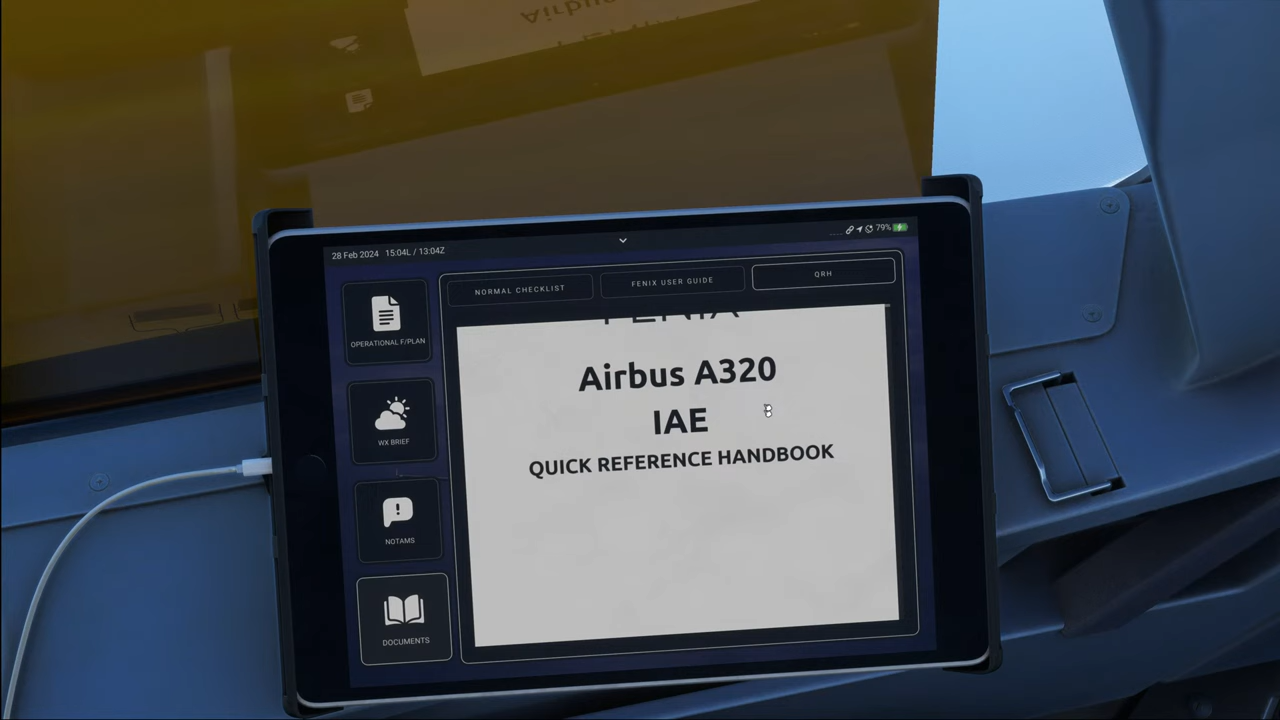 28 Feb 2024 15:04L / 13:04Z
79%
NORMAL CHECKLIST
FENIX USER GUIDE
QRH
OPERATIONAL F/PLAN
WX BRIEF
NOTAMS
DOCUMENTS
FENIX
Airbus A320
IAE
QUICK REFERENCE HANDBOOK